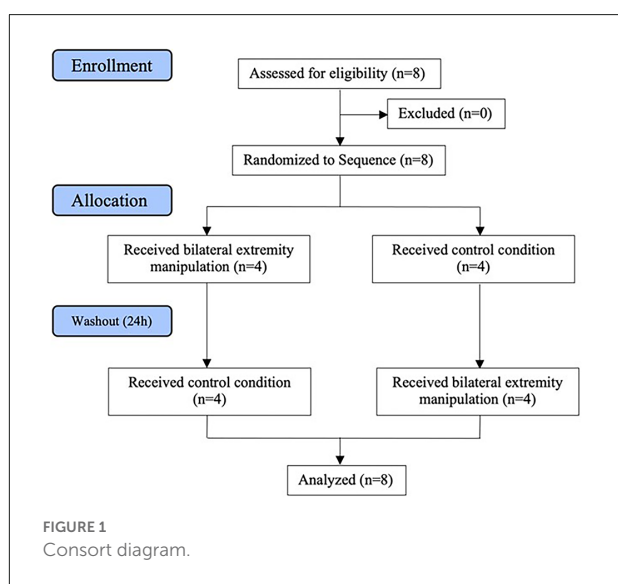 Enrollment
Assessed for eligibility (n=8)
Excluded (n=0)
Randomized to Sequence (n=8)
Allocation
Received bilateral extremity
manipulation (n=4)
Received control condition
(n=4)
Washout (24h)
Received control condition
(n=4)
Received bilateral extremity
manipulation (n=4)
Analyzed (n=8)
FIGURE 1
Consort diagram.